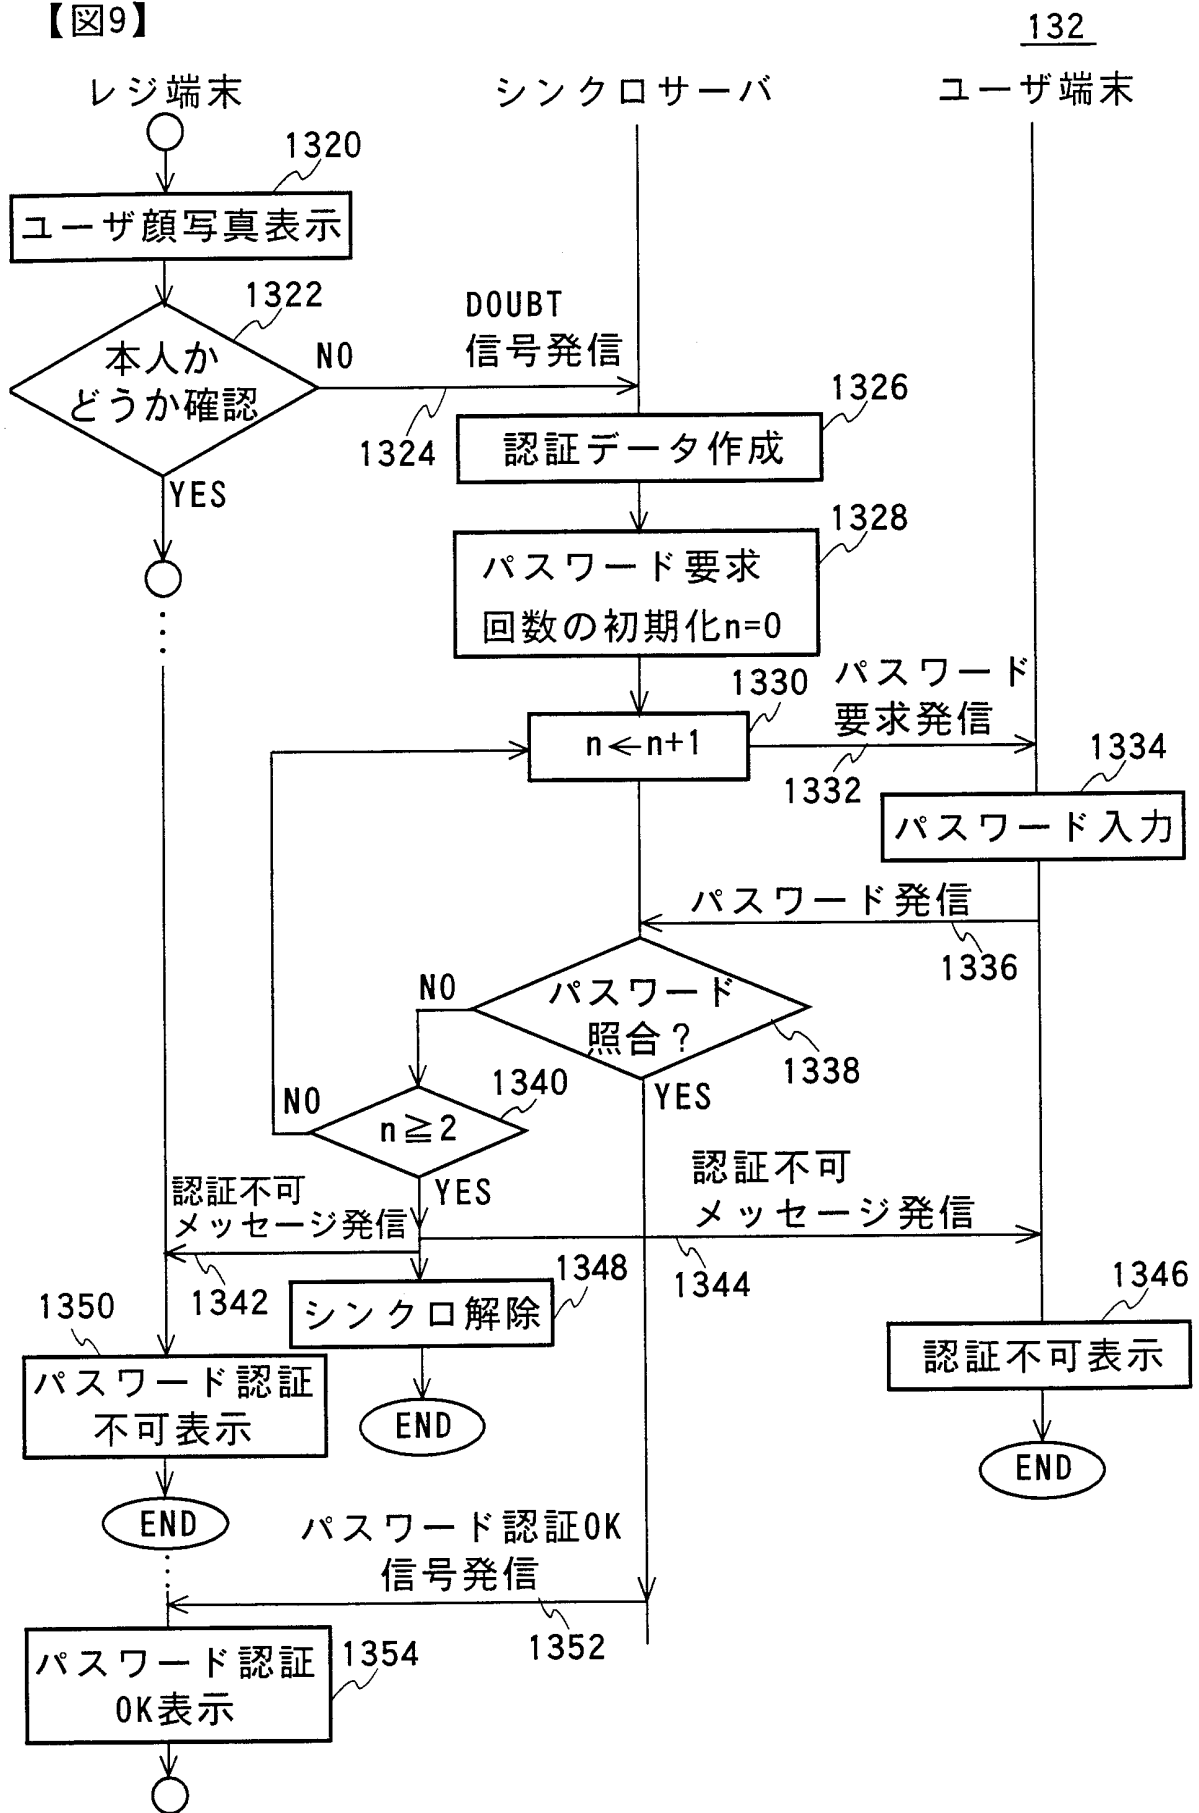 【図9】
132
レジ端末
シンクロサーバ
ユーザ端末
1320
ユーザ顔写真表示
1322
本人か
どうか確認
NO
DOUBT
信号発信
1324
YES
1326
認証データ作成
1328
パスワード要求
回数の初期化n=0
1330
n←n+1
パスワード
要求発信
1332
1334
パスワード入力
パスワード発信
1336
パスワード
照合?
1338
NO
YES
1340
n≧2
NO
YES
認証不可
メッセージ発信
1342
認証不可
メッセージ発信
1344
1348
シンクロ解除
END
1346
認証不可表示
END
1350
パスワード認証
不可表示
END
パスワード認証OK
信号発信
1352
1354
パスワード認証
OK表示